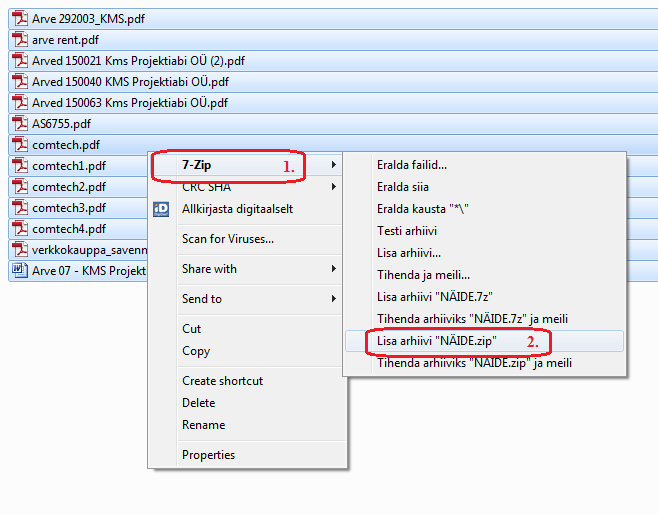 Arve 292003_KMS.pdf
arve rent.pdf
Arved 150021 Kms Projektiabi OÜ (2).pdf
Arved 150040 KMS Projektiabi OÜ.pdf
Arved 150063 Kms Projektiabi OÜ.pdf
AS6755.pdf
comtech.pdf
comtech1.pdf
comtech2.pdf
comtech3.pdf
comtech4.pdf
verkkokauppa_savenn
Arve 07 - KMS Projekt
7-Zip 1.
CRC SHA
Allkirjasta digitaalselt
Scan for Viruses...
Share with
Send to
Cut
Copy
Create shortcut
Delete
Rename
Properties
Eralda failid...
Eralda siia
Eralda kausta "*\"
Testi arhiivi
Lisa arhiivi...
Tihenda ja meili...
Lisa arhiivi "NÄIDE.7z"
Tihenda arhiiviks "NÄIDE.7z" ja meili
Lisa arhiivi "NÄIDE.zip" 2.
Tihenda arhiiviks "NÄIDE.zip" ja meili